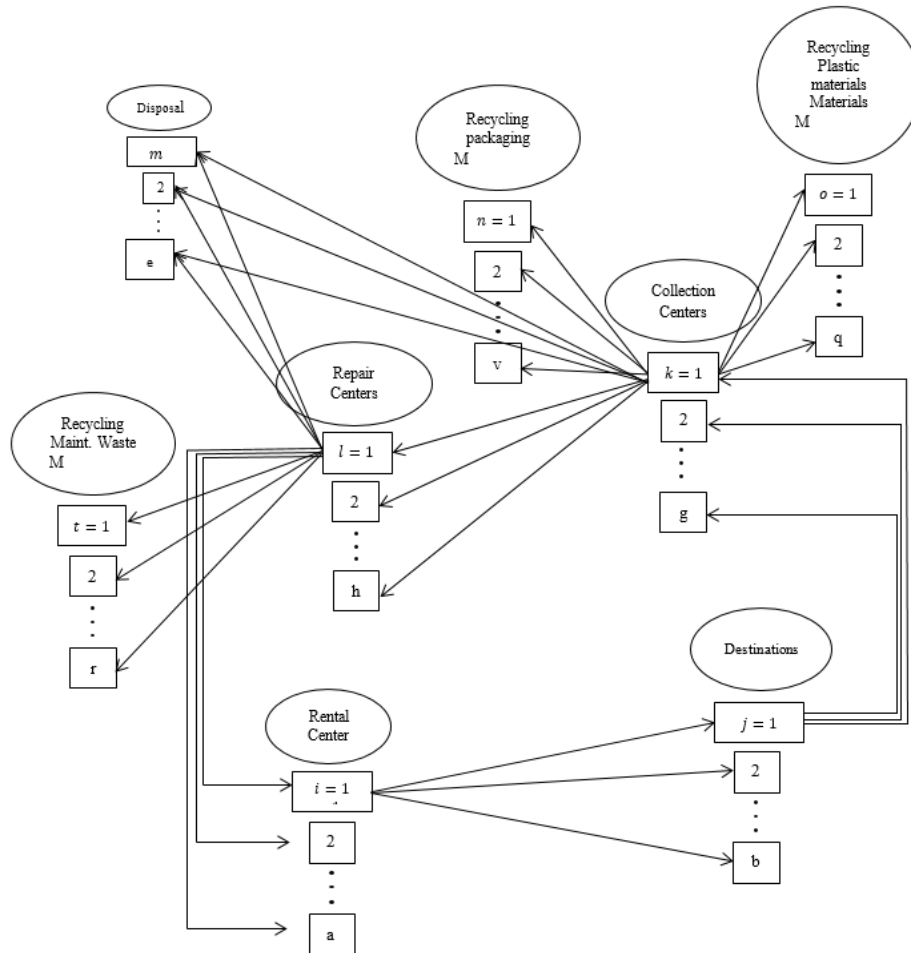 Recycling
Plastic
materials
Materials
M
Disposal
m
2
e
Recycling
packaging
M
n = 1
2
v
o = 1
2
q
Collection
Centers
k = 1
2
g
Repair
Centers
l = 1
2
h
Recycling
Maint. Waste
M
t = 1
2
r
Destinations
j = 1
2
b
Rental
Center
i = 1
2
a